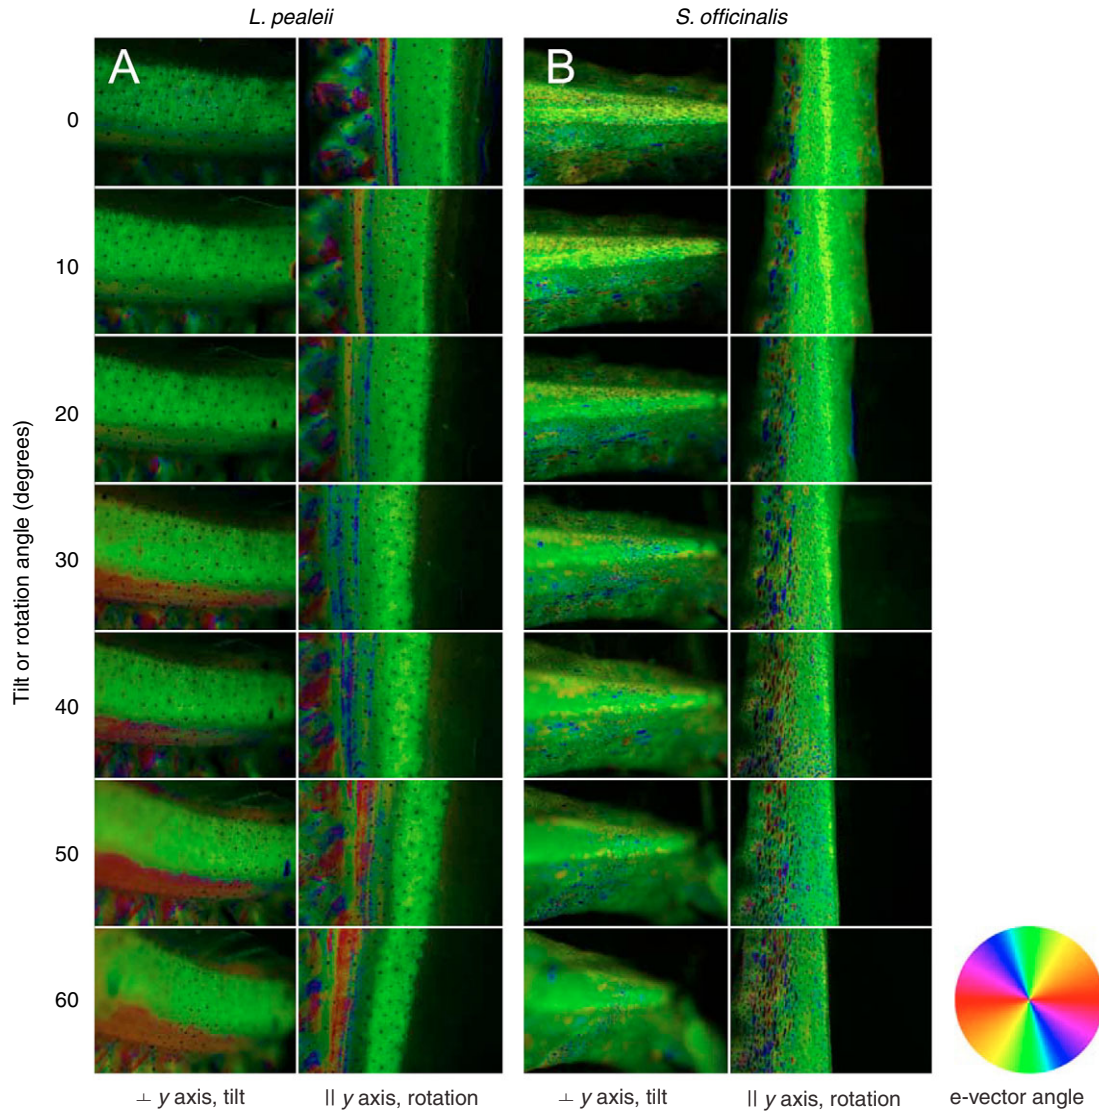 L. pealeii
S. officinalis
A
B
0
10
20
30
40
50
60
Tilt or rotation angle (degrees)
⊥ y axis, tilt
|| y axis, rotation
⊥ y axis, tilt
|| y axis, rotation
e-vector angle